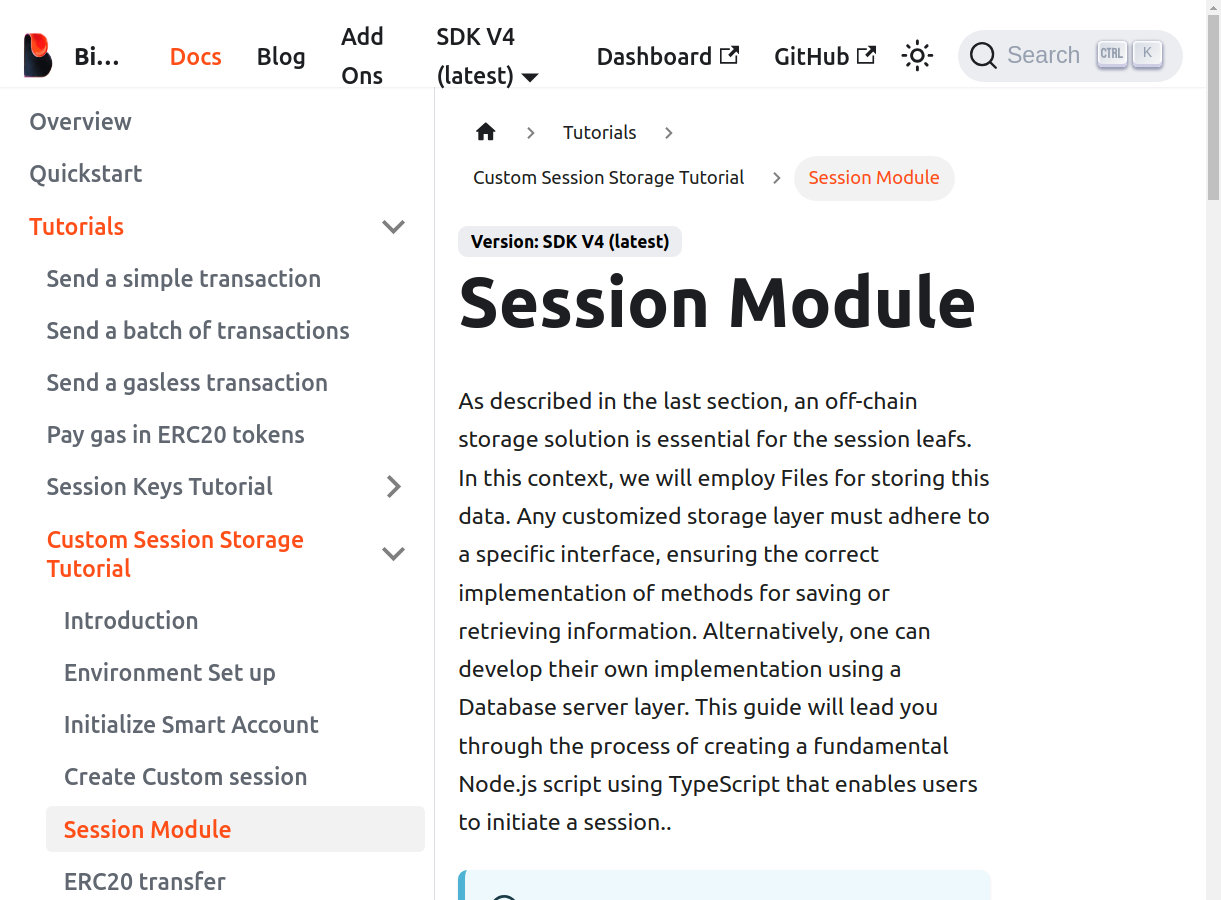 Bi...
Docs
Blog
Add
Ons
SDK V4
(latest)
Dashboard
GitHub
Search
CTRL
K
Overview
Quickstart
Tutorials
Send a simple transaction
Send a batch of transactions
Send a gasless transaction
Pay gas in ERC20 tokens
Session Keys Tutorial
Custom Session Storage
Tutorial
Introduction
Environment Set up
Initialize Smart Account
Create Custom session
Session Module
ERC20 transfer
Tutorials
Custom Session Storage Tutorial
Session Module
Version: SDK V4 (latest)
Session Module
As described in the last section, an off-chain
storage solution is essential for the session leafs.
In this context, we will employ Files for storing this
data. Any customized storage layer must adhere to
a specific interface, ensuring the correct
implementation of methods for saving or
retrieving information. Alternatively, one can
develop their own implementation using a
Database server layer. This guide will lead you
through the process of creating a fundamental
Node.js script using TypeScript that enables users
to initiate a session..